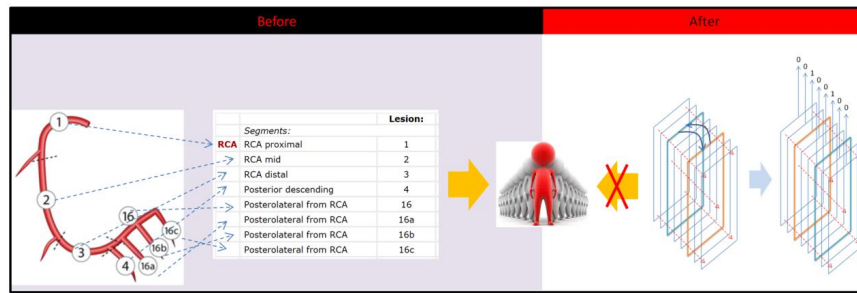 Before
After
1
2
3
4
16
16a
16b
16c
Lesion:
Segments:
RCA RCA proximal 1
RCA mid 2
RCA distal 3
Posterior descending 4
Posterolateral from RCA 16
Posterolateral from RCA 16a
Posterolateral from RCA 16b
Posterolateral from RCA 16c
0
0
1
0
0
1
0
0